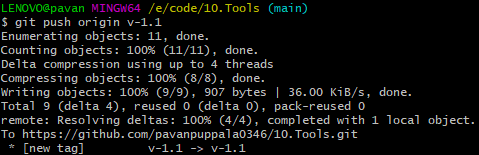 LENOVO@pavan MINGW64 /e/code/10.Tools (main)
$ git push origin v-1.1
Enumerating objects: 11, done.
Counting objects: 100% (11/11), done.
Delta compression using up to 4 threads
Compressing objects: 100% (8/8), done.
Writing objects: 100% (9/9), 907 bytes | 36.00 KiB/s, done.
Total 9 (delta 4), reused 0 (delta 0), pack-reused 0
remote: Resolving deltas: 100% (4/4), completed with 1 local object.
To https://github.com/pavanpuppala0346/10.Tools.git
 * [new tag]         v-1.1 -> v-1.1